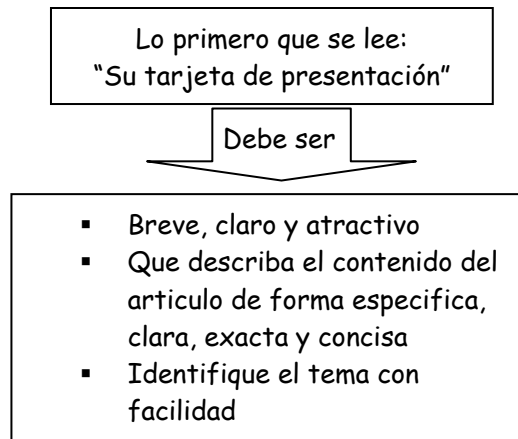 Lo primero que se lee:
“Su tarjeta de presentación”
Debe ser
▪ Breve, claro y atractivo
▪ Que describa el contenido del
articulo de forma especifica,
clara, exacta y concisa
▪ Identifique el tema con
facilidad